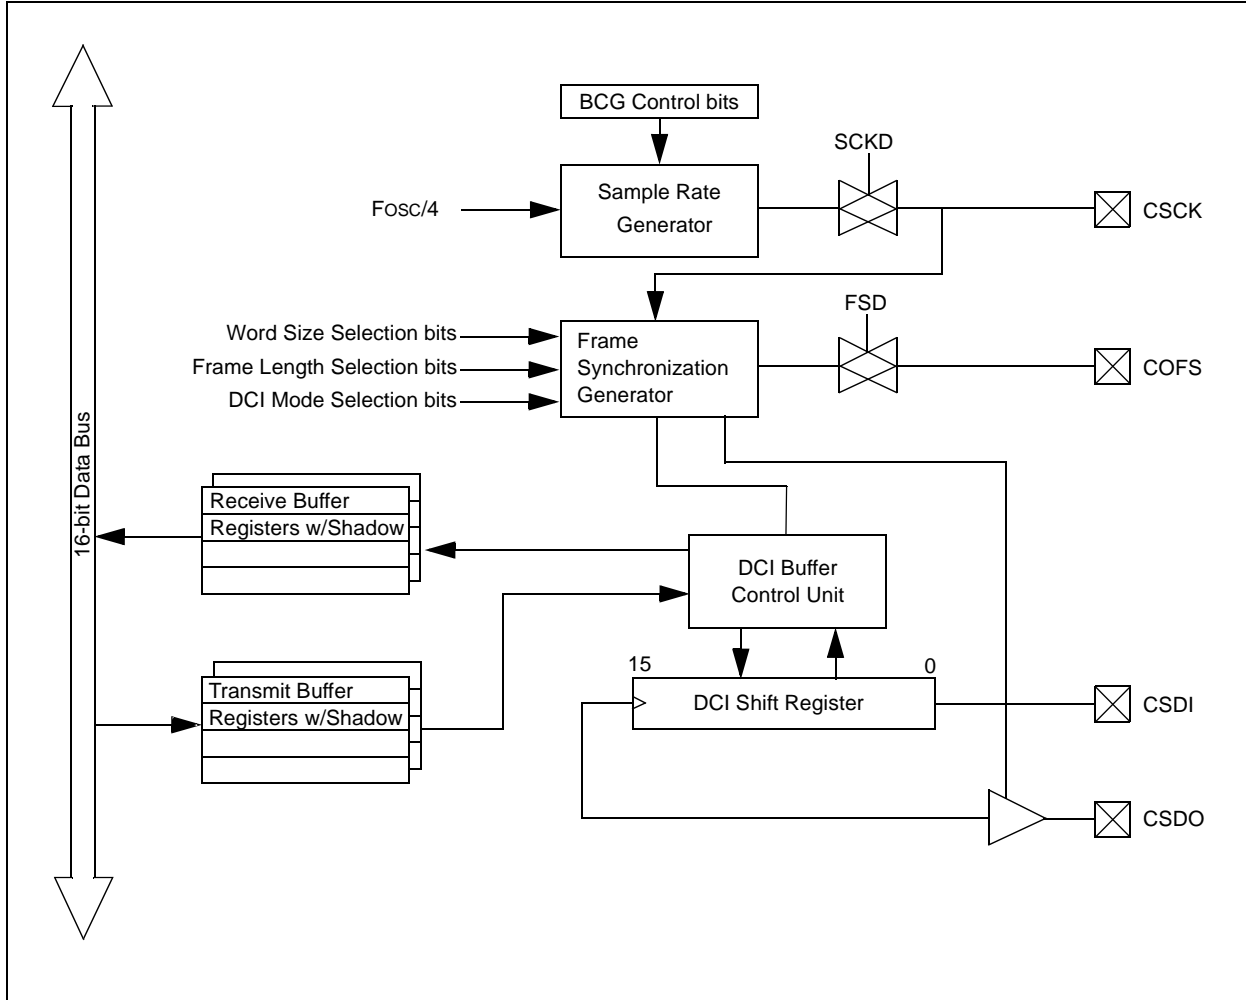 BCG Control bits
SCKD
Sample Rate
Generator
FOSC/4
CSCK
FSD
Word Size Selection bits
Frame Length Selection bits
DCI Mode Selection bits
Frame
Synchronization
Generator
COFS
16-bit Data Bus
Receive Buffer
Registers w/Shadow
DCI Buffer
Control Unit
15
0
Transmit Buffer
Registers w/Shadow
DCI Shift Register
CSDI
CSDO